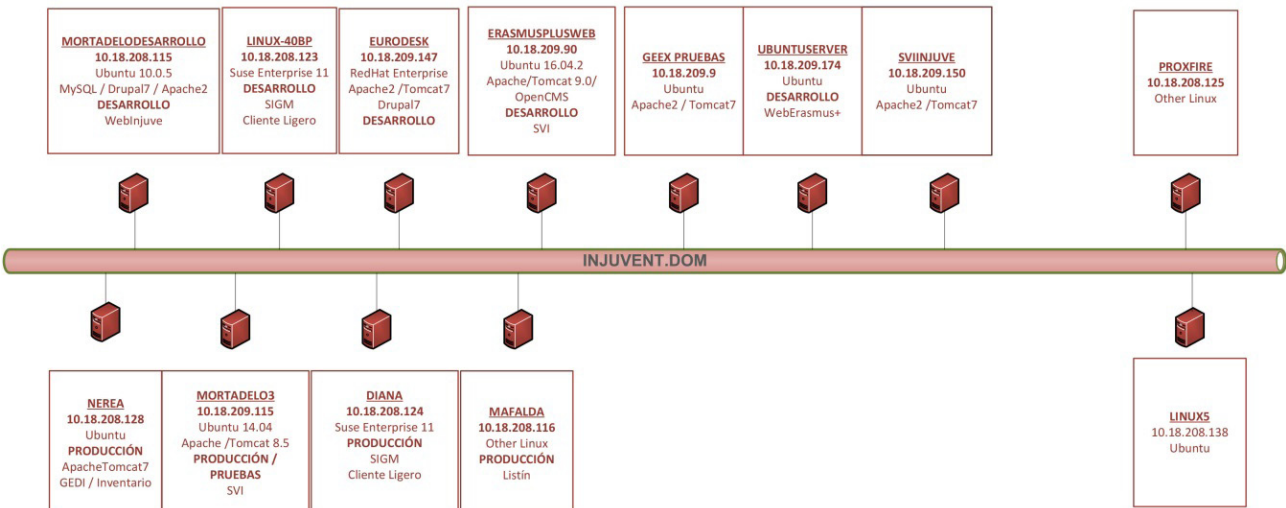 MORTADELODESARROLLO
10.18.208.115
Ubuntu 10.0.5
MySQL / Drupal7 / Apache2
DESARROLLO
WebInjuve
LINUX-40BP
10.18.208.123
Suse Enterprise 11
DESARROLLO
SIGM
Cliente Ligero
EURODESK
10.18.209.147
RedHat Enterprise
Apache2 /Tomcat7
Drupal7
DESARROLLO
ERASMUSPLUSWEB
10.18.209.90
Ubuntu 16.04.2
Apache/Tomcat 9.0/
OpenCMS
DESARROLLO
SVI
GEEX PRUEBAS
10.18.209.9
Ubuntu
Apache2 / Tomcat7
UBUNTUSERVER
10.18.209.174
Ubuntu
DESARROLLO
WebErasmus+
SVIINJUVE
10.18.209.150
Ubuntu
Apache2 /Tomcat7
PROXFIRE
10.18.208.125
Other Linux
INJUVENT.DOM
NEREA
10.18.208.128
Ubuntu
PRODUCCIÓN
ApacheTomcat7
GEDI / Inventario
MORTADELO3
10.18.209.115
Ubuntu 14.04
Apache /Tomcat 8.5
PRODUCCIÓN /
PRUEBAS
SVI
DIANA
10.18.208.124
Suse Enterprise 11
PRODUCCIÓN
SIGM
Cliente Ligero
MAFALDA
10.18.208.116
Other Linux
PRODUCCIÓN
Listín
LINUX5
10.18.208.138
Ubuntu